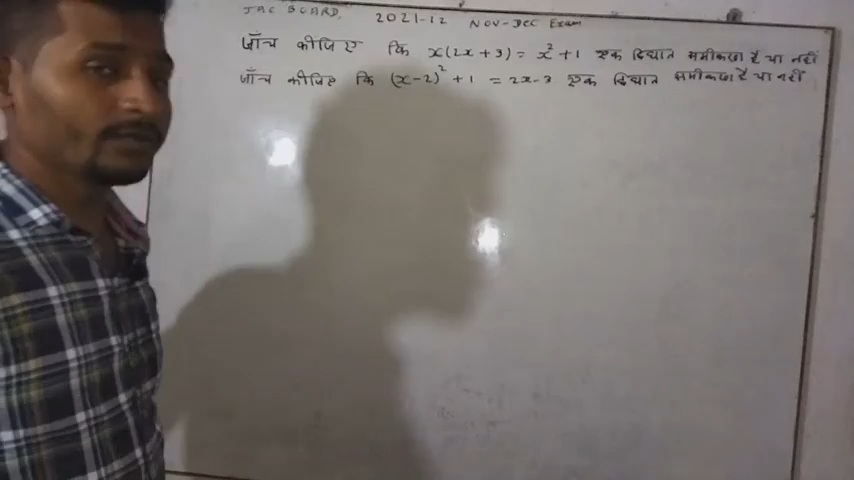 JAC BOARD, 2021-12 NOV-DEC Exam
जाँच कीजिए कि x(2x+3) = x²+1 एक द्विघात समीकरण है या नहीं
जाँच कीजिए कि (x-2)²+1 = 2x-3 एक द्विघात समीकरण है या नहीं